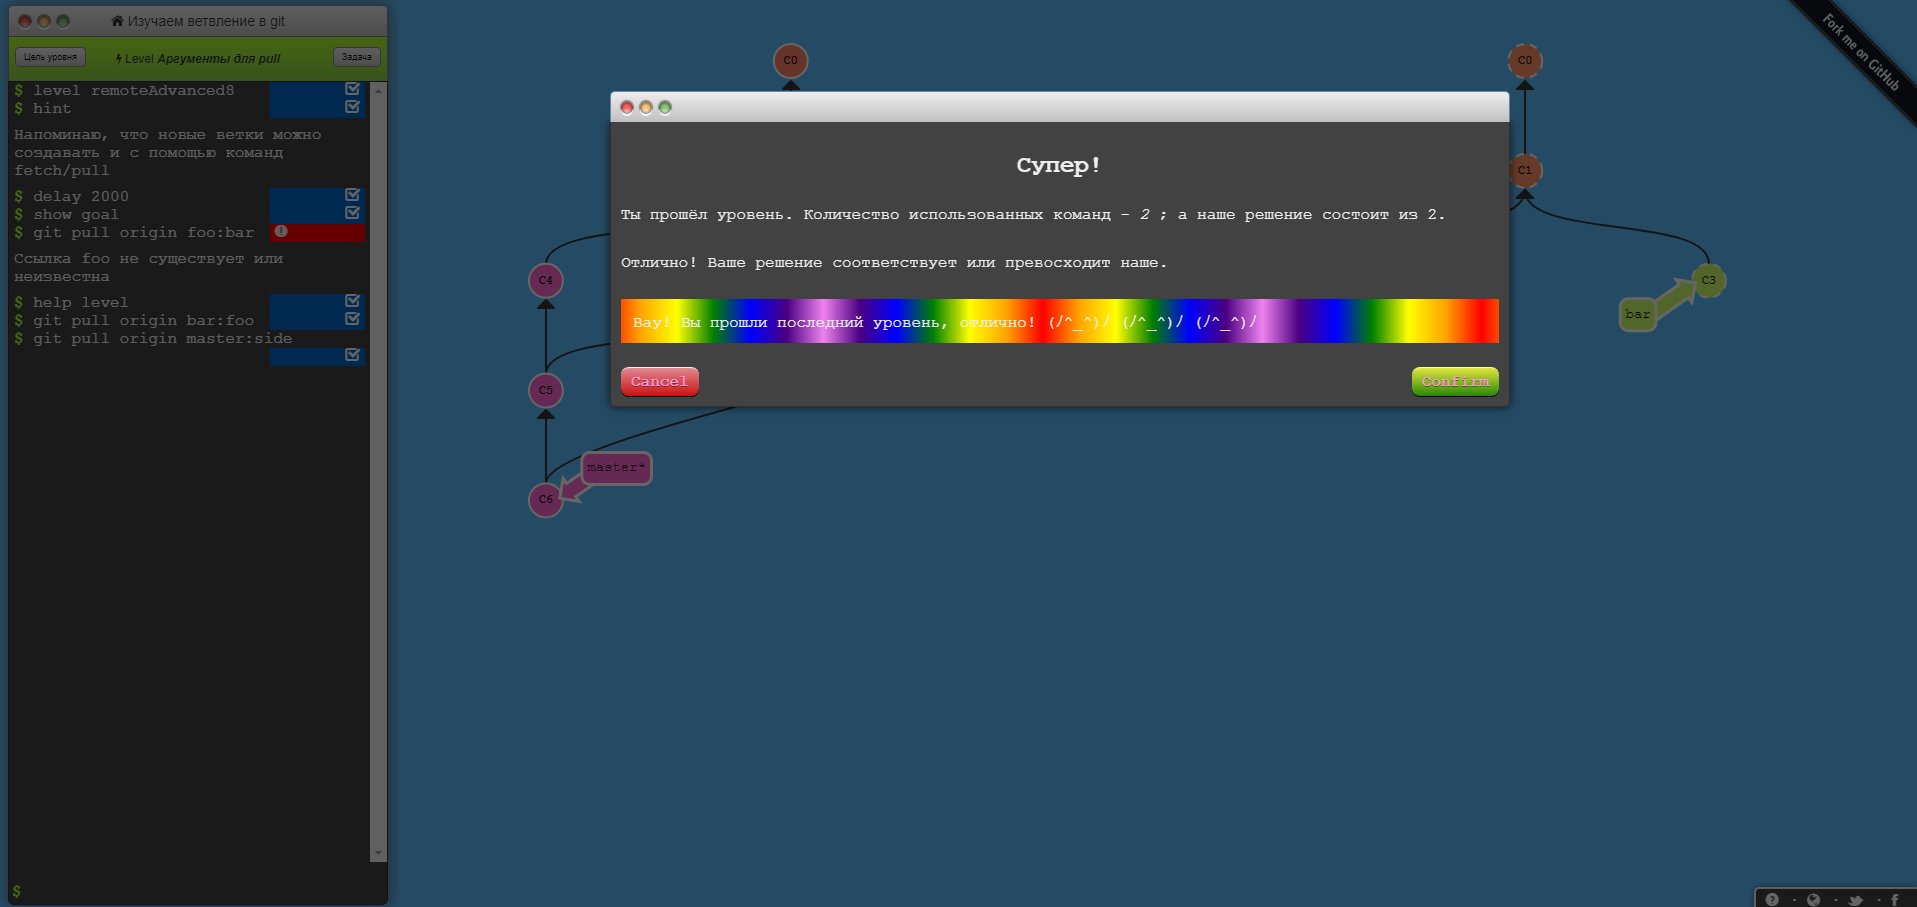 Изучаем ветвление в git
Цель уровня
Level Аргументы для pull
Задача
$ level remoteAdvanced8
$ hint
Напоминаю, что новые ветки можно
создавать и с помощью команд
fetch/pull
$ delay 2000
$ show goal
$ git pull origin foo:bar
Ссылка foo не существует или
неизвестна
$ help level
$ git pull origin bar:foo
$ git pull origin master:side
$
C0
C4
C5
C6
master*
Супер!
Ты прошёл уровень. Количество использованных команд - 2 ; а наше решение состоит из 2.
Отлично! Ваше решение соответствует или превосходит наше.
Вау! Вы прошли последний уровень, отлично! (/^_^)/ (/^_^)/ (/^_^)/
Cancel
Confirm
C0
C1
C3
bar
Fork me on GitHub